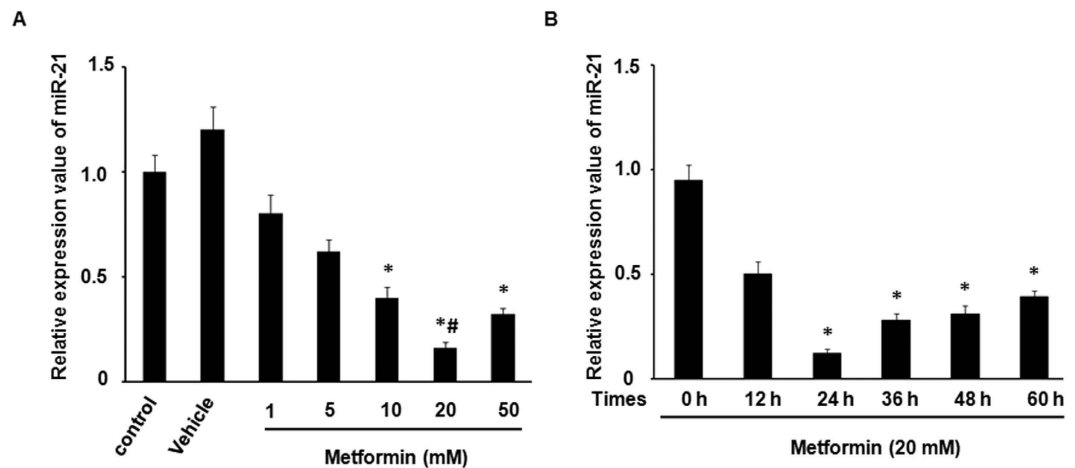 A
Relative expression value of miR-21
1.5
1.0
0.5
0
*
*#
*
control
Vehicle
1 5 10 20 50
Metformin (mM)
B
Relative expression value of miR-21
1.5
1.0
0.5
0
*
*
*
*
Times 0 h 12 h 24 h 36 h 48 h 60 h
Metformin (20 mM)